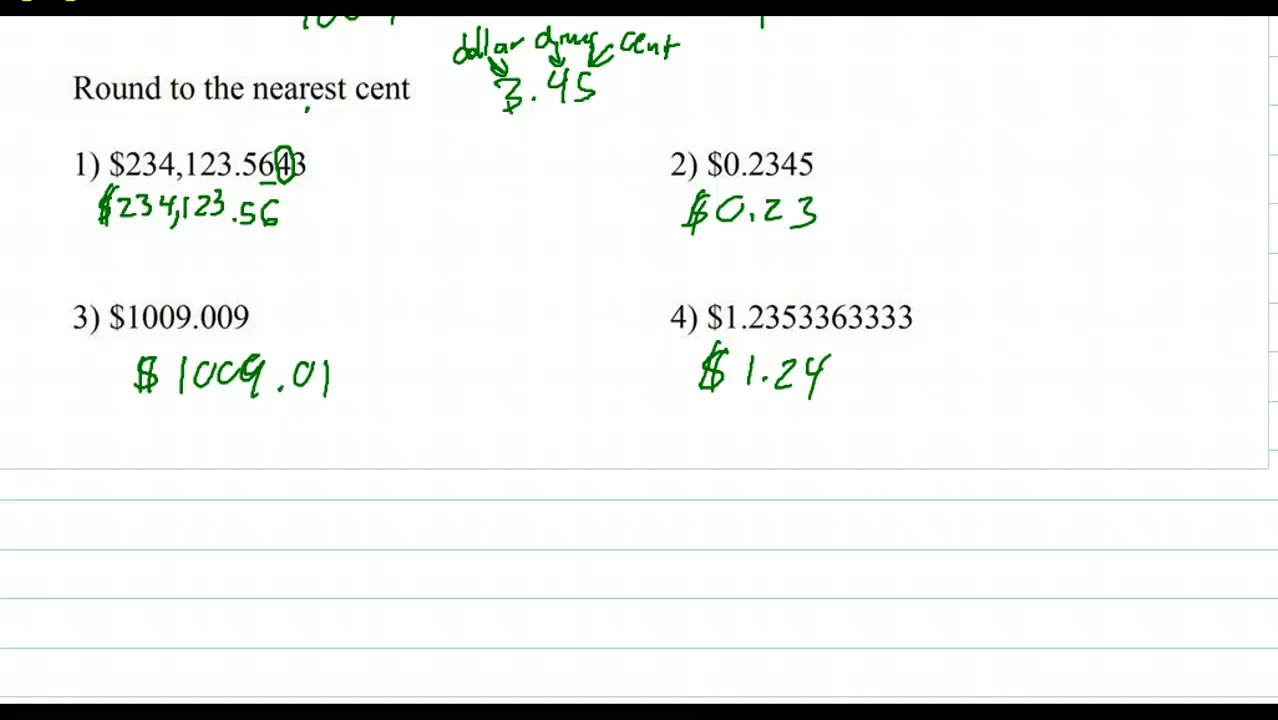 dollar dimes cent
Round to the nearest cent 3.45
1) $234,123.5643 2) $0.2345
$234,123.56 $0.23
3) $1009.009 4) $1.2353363333
$1009.01 $1.24